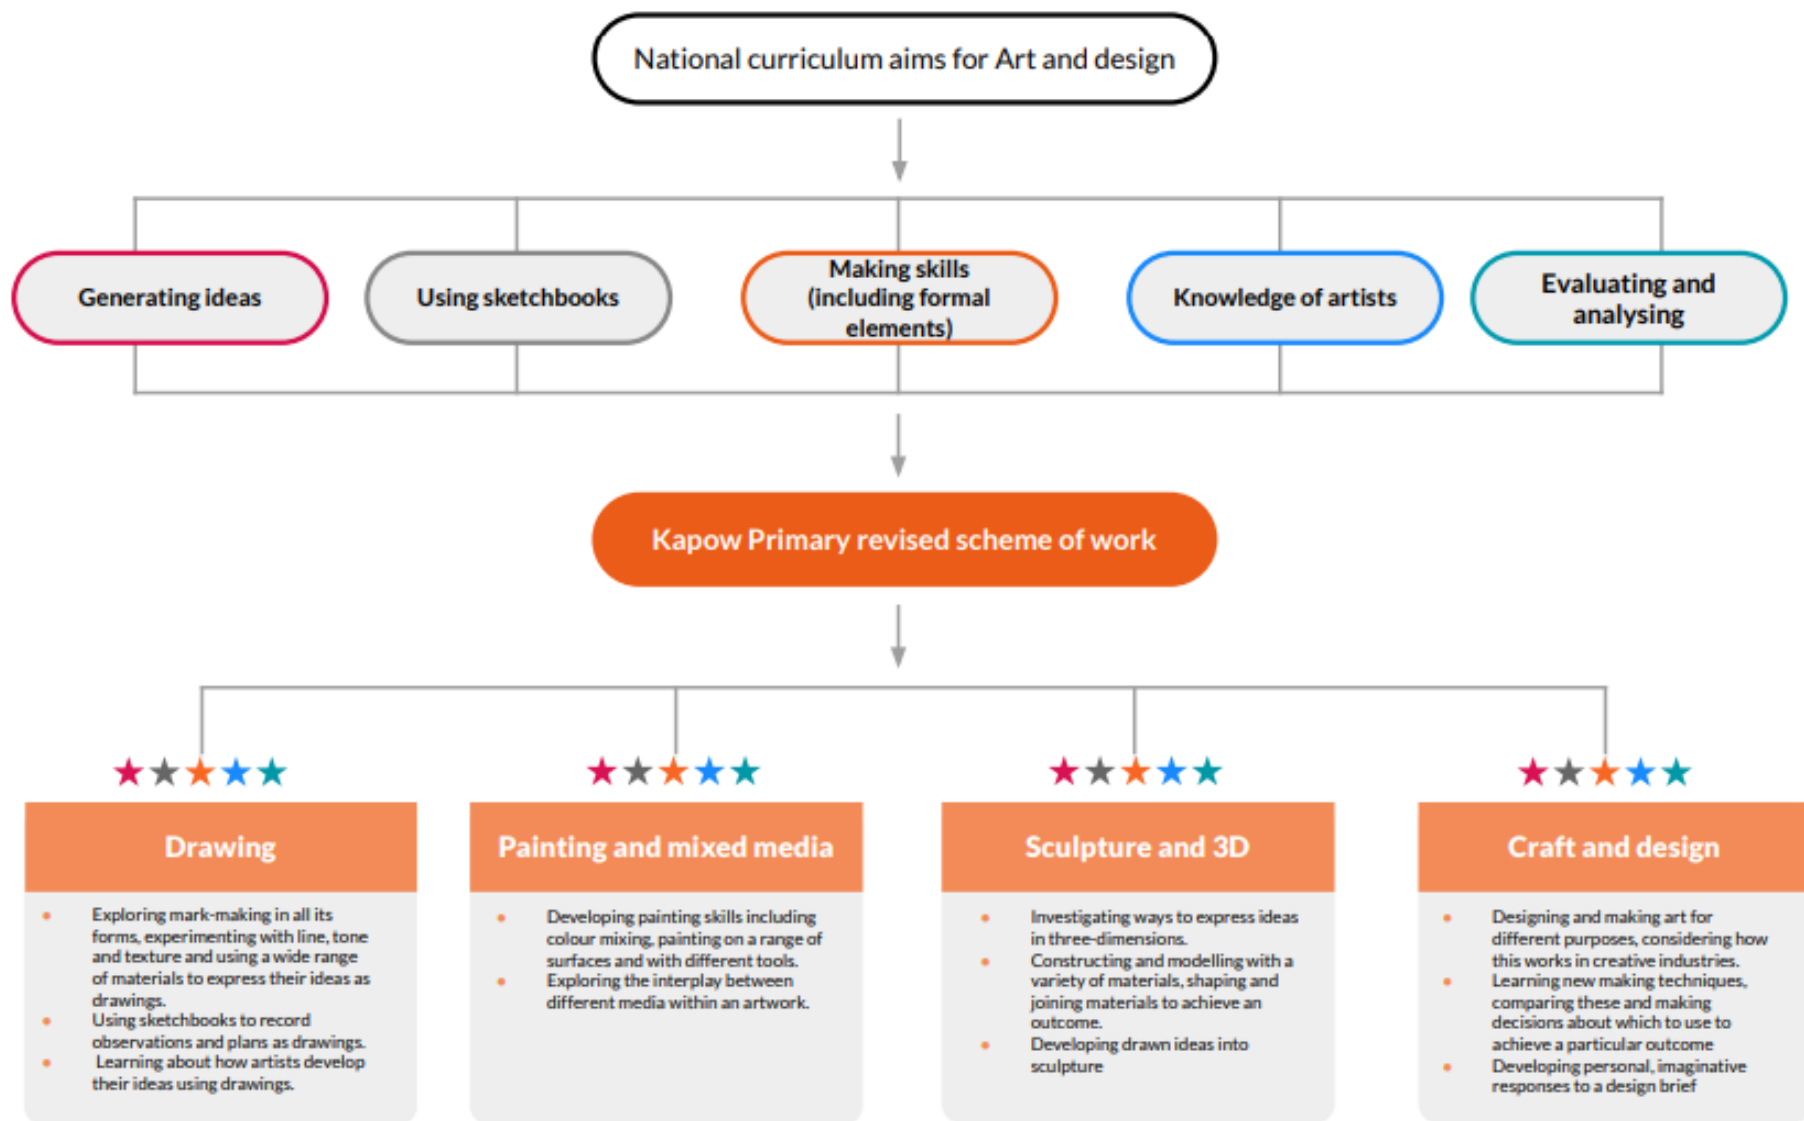 National curriculum aims for Art and design
Generating ideas
Using sketchbooks
Making skills
(including formal
elements)
Knowledge of artists
Evaluating and
analysing
Kapow Primary revised scheme of work
Drawing
• Exploring mark-making in all its
forms, experimenting with line, tone
and texture and using a wide range
of materials to express their ideas as
drawings.
• Using sketchbooks to record
observations and plans as drawings.
• Learning about how artists develop
their ideas using drawings.
Painting and mixed media
• Developing painting skills including
colour mixing, painting on a range of
surfaces and with different tools.
• Exploring the interplay between
different media within an artwork.
Sculpture and 3D
• Investigating ways to express ideas
in three-dimensions.
• Constructing and modelling with a
variety of materials, shaping and
joining materials to achieve an
outcome.
• Developing drawn ideas into
sculpture
Craft and design
• Designing and making art for
different purposes, considering how
this works in creative industries.
• Learning new making techniques,
comparing these and making
decisions about which to use to
achieve a particular outcome
• Developing personal, imaginative
responses to a design brief